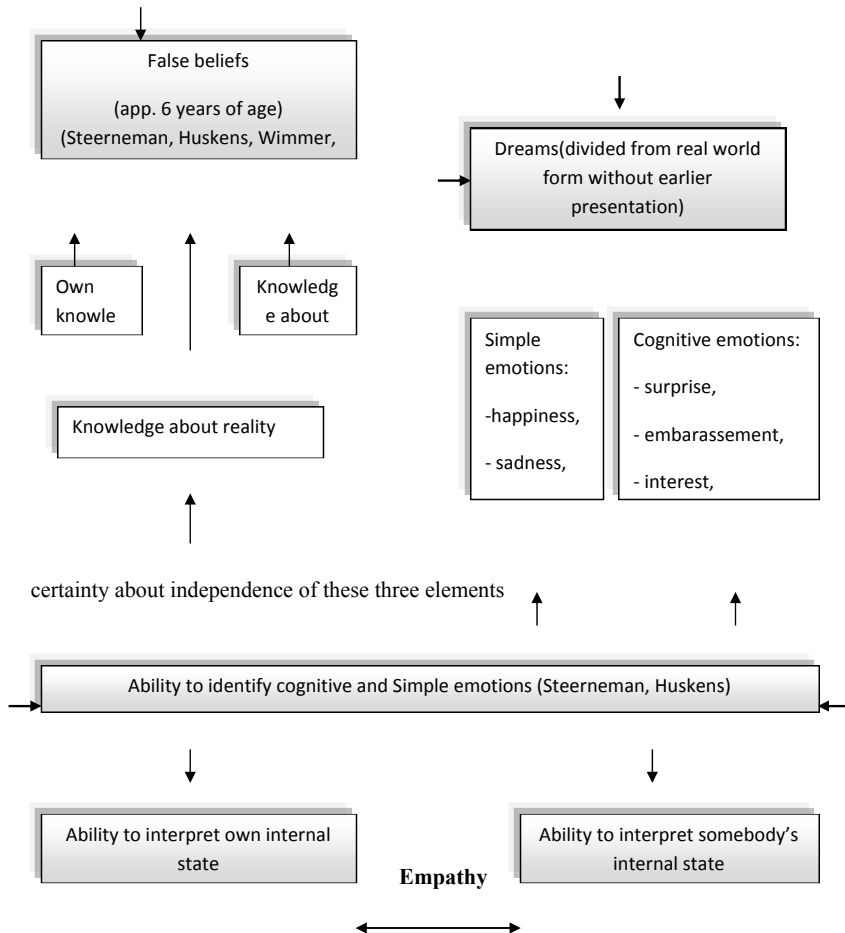 False beliefs
(app. 6 years of age)
(Steerneman, Huskens, Wimmer,
Dreams(divided from real world
form without earlier
presentation)
Own
knowle
Knowledg
e about
Simple
emotions:
-happiness,
- sadness,
Cognitive emotions:
- surprise,
- embarassement,
- interest,
Knowledge about reality
certainty about independence of these three elements
Ability to identify cognitive and Simple emotions (Steerneman, Huskens)
Ability to interpret own internal
state
Ability to interpret somebody's
internal state
Empathy